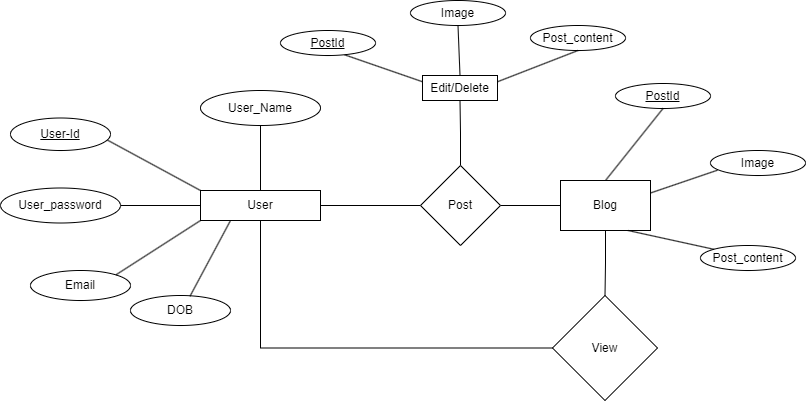 Image
PostId
Post_content
Edit/Delete
PostId
User_Name
User-Id
Image
User_password
User
Post
Blog
Post_content
Email
DOB
View